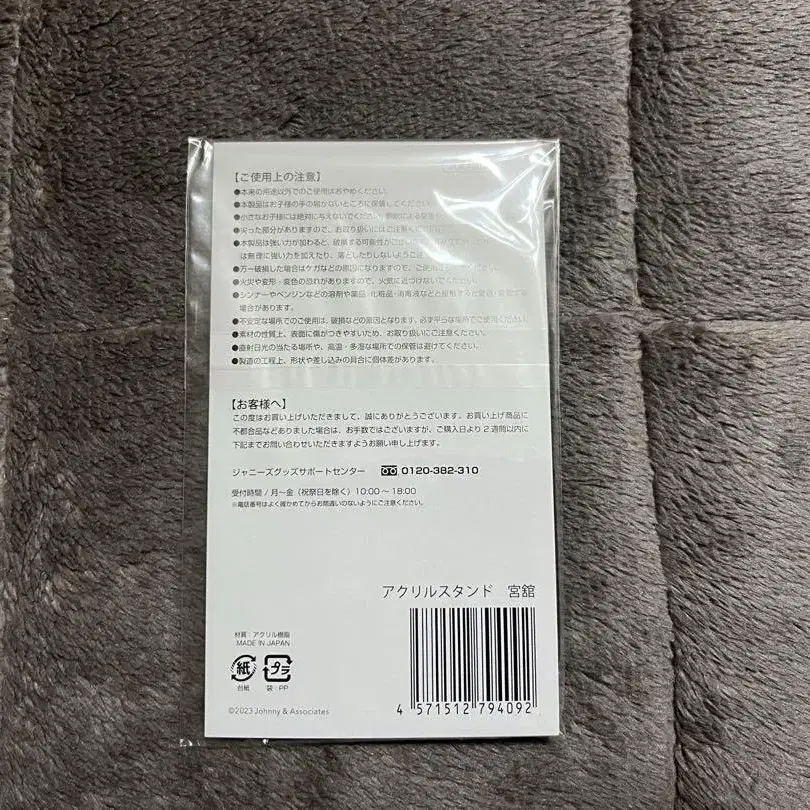 【ご使用上の注意】
●本来の用途以外でのご使用はおやめください。
●本製品はお子様の手の届かないところに保管してください。
●小さなお子様には絶対に与えないでください。
●尖った部分がありますので、お取り扱いにはご注意ください。
●本製品は強い力が加わると、破損する可能性がございます
は無理に強い力を加えたり、落としたりしないようご注
●万一破損した場合はケガなどの原因になりますので、ご使用
●火災や変形・変色の恐れがありますので、火気に近づけないでください。
●シンナーやベンジンなどの溶剤や薬品・化粧品・消毒液などと接触すると
場合があります。
●不安定な場所でのご使用は、破損などの原因となります。必ず平らな場所でご使用ください。
●素材の性質上、表面に傷がつきやすいため、お取り扱いにご注意ください。
●直射日光の当たる場所や、高温・多湿な場所での保管は避けてください。
●製造の工程上、形状や差し込みの具合に個体差があります。
【お客様へ】
この度はお買い上げいただきまして、誠にありがとうございます。お買い上げ商品に
不都合品などありました場合は、お手数ではございますが、ご購入日より2週間以内に
下記までお問い合わせいただきますようお願い申し上げます。
ジャニーズグッズサポートセンター 0120-382-310
受付時間/月〜金（祝祭日を除く）10:00〜18:00
※電話番号はよく確かめてからお間違いのないようにご注意ください。
アクリルスタンド 宮舘
材質：アクリル樹脂
MADE IN JAPAN
紙 プラ
台紙 袋：PP
©2023 Johnny & Associates
4 571512 794092